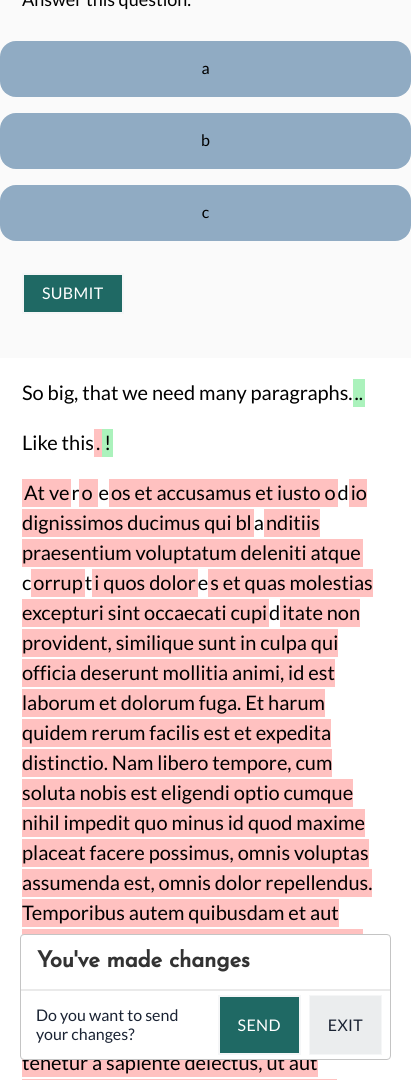 Answer this question.
a
b
c
SUBMIT
So big, that we need many paragraphs...
Like this.!
At vero eos et accusamus et iusto odio
dignissimos ducimus qui blanditiis
praesentium voluptatum deleniti atque
corrupti quos dolores et quas molestias
excepturi sint occaecati cupiditate non
provident, similique sunt in culpa qui
officia deserunt mollitia animi, id est
laborum et dolorum fuga. Et harum
quidem rerum facilis est et expedita
distinctio. Nam libero tempore, cum
soluta nobis est eligendi optio cumque
nihil impedit quo minus id quod maxime
placeat facere possimus, omnis voluptas
assumenda est, omnis dolor repellendus.
Temporibus autem quibusdam et aut
You've made changes
Do you want to send
your changes?
SEND
EXIT
tenetur a sapiente delectus, ut aut